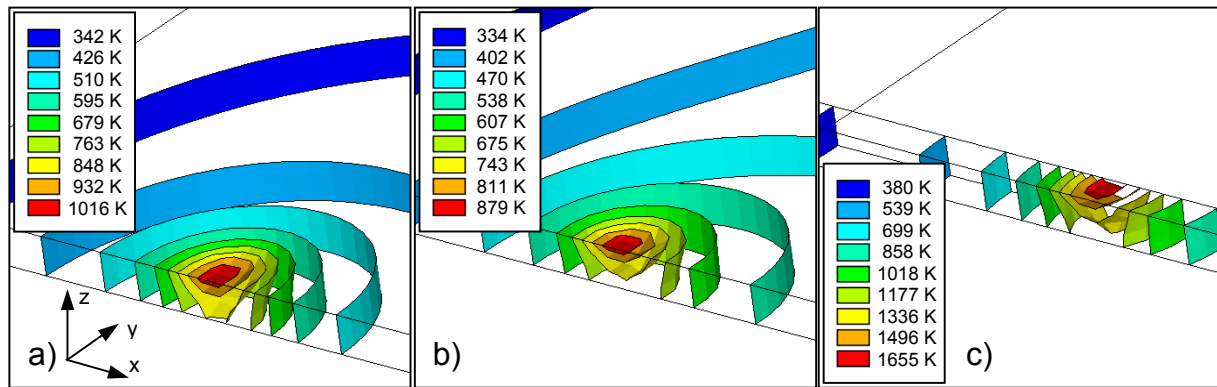 342 K
426 K
510 K
595 K
679 K
763 K
848 K
932 K
1016 K
z
y
x
a)
334 K
402 K
470 K
538 K
607 K
675 K
743 K
811 K
879 K
b)
380 K
539 K
699 K
858 K
1018 K
1177 K
1336 K
1496 K
1655 K
c)